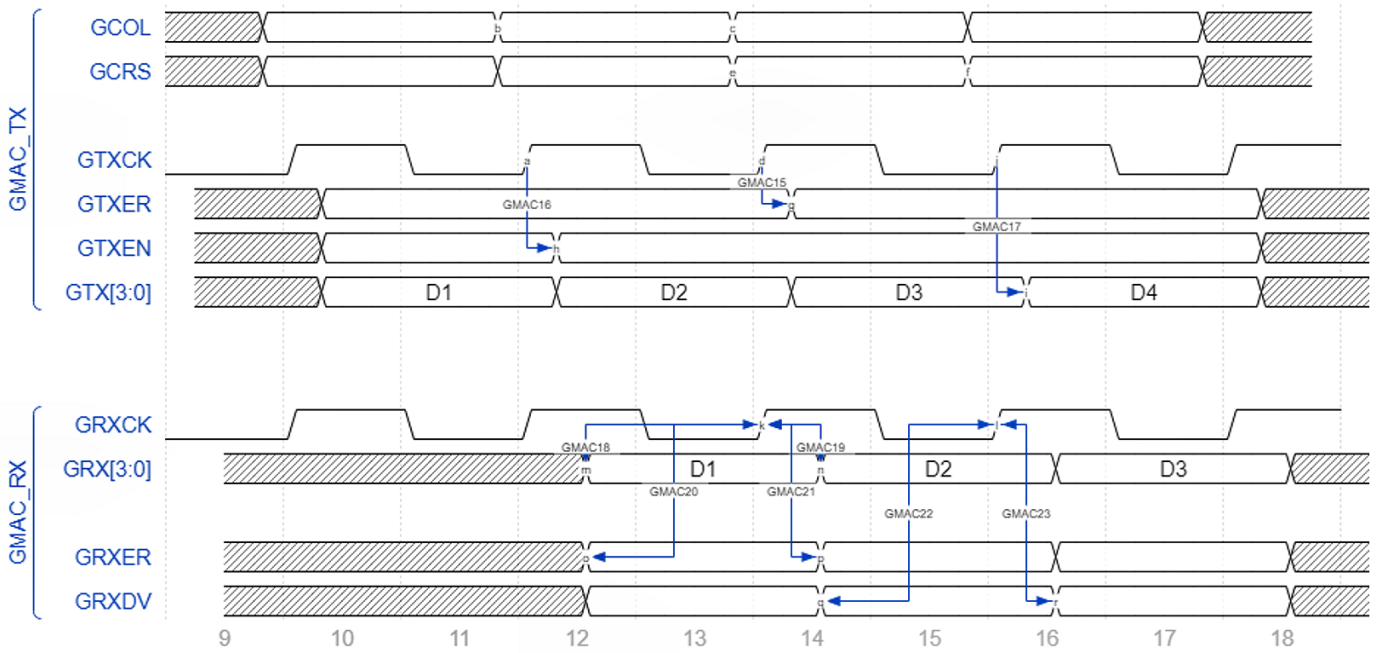 GMAC_TX
GCOL b c
GCRS e f
GTXCK a d j
GMAC15
GTXER GMAC16 g
GMAC17
GTXEN h
GTX[3:0] D1 D2 D3 i D4
GMAC_RX
GRXCK k l
GMAC18 GMAC19
GRX[3:0] m D1 n D2 D3
GMAC20 GMAC21
GMAC22 GMAC23
GRXER o p
GRXDV q r
9 10 11 12 13 14 15 16 17 18